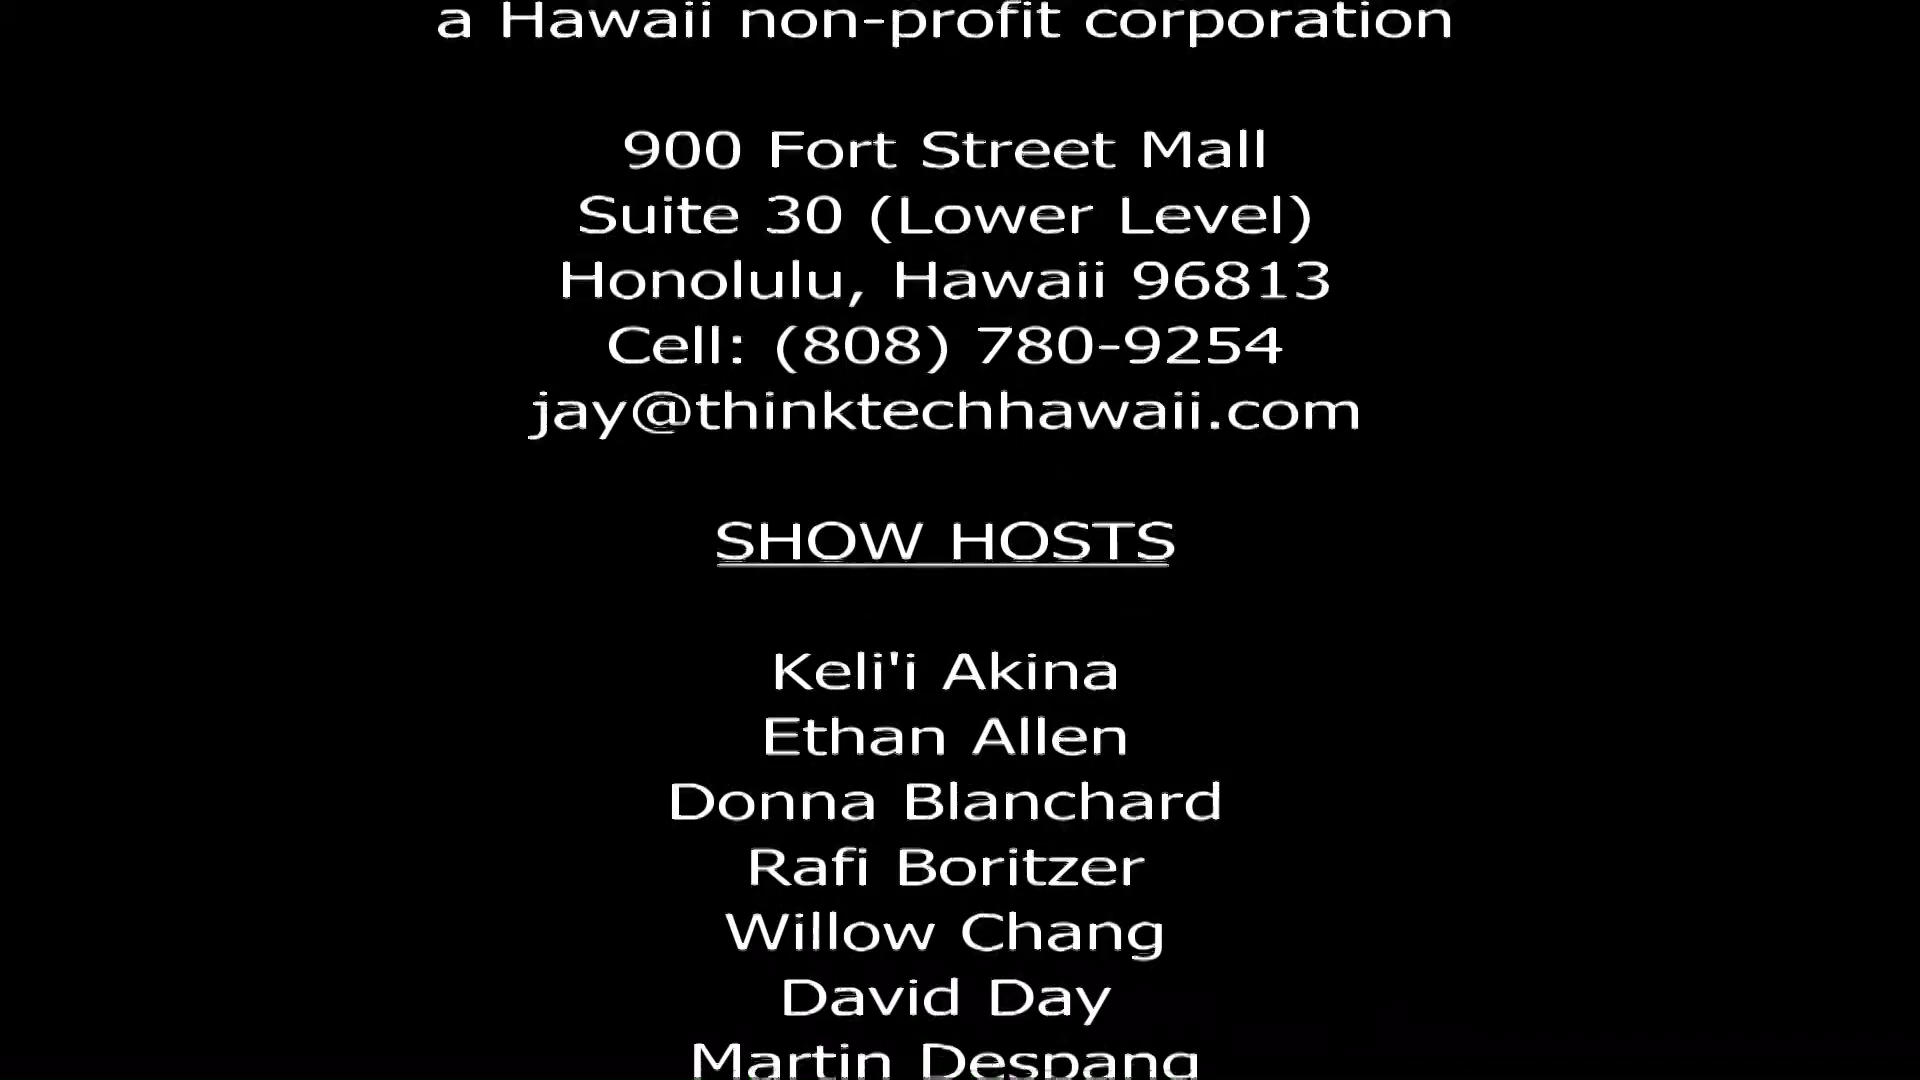 a Hawaii non-profit corporation
900 Fort Street Mall
Suite 30 (Lower Level)
Honolulu, Hawaii 96813
Cell: (808) 780-9254
jay@thinktechhawaii.com
SHOW HOSTS
Keli'i Akina
Ethan Allen
Donna Blanchard
Rafi Boritzer
Willow Chang
David Day
Martin Despang